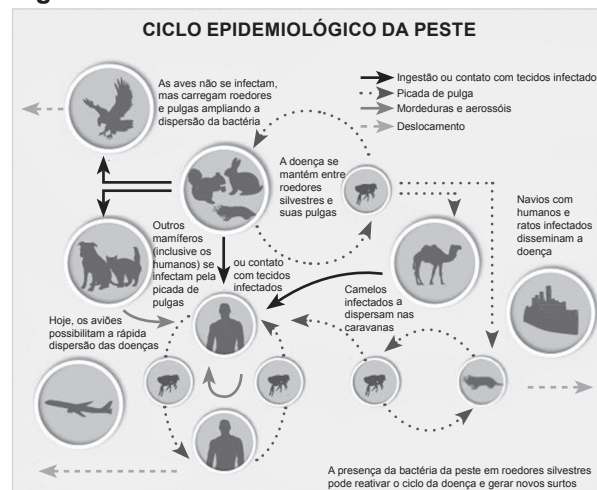 CICLO EPIDEMIOLÓGICO DA PESTE
As aves não se infectam,
mas carregam roedores
e pulgas ampliando a
dispersão da bactéria
Ingestão ou contato com tecidos infectado
Picada de pulga
Mordeduras e aerossóis
Deslocamento
A doença se
mantém entre
roedores
silvestres e
suas pulgas
Navios com
humanos e
ratos infectados
disseminam a
doença
Outros
mamíferos
(inclusive os
humanos) se
infectam pela
picada de
pulgas
ou contato
com tecidos
infectados
Camelos
infectados a
dispersam nas
caravanas
Hoje, os aviões
possibilitam a rápida
dispersão das doenças
A presença da bactéria da peste em roedores silvestres
pode reativar o ciclo da doença e gerar novos surtos